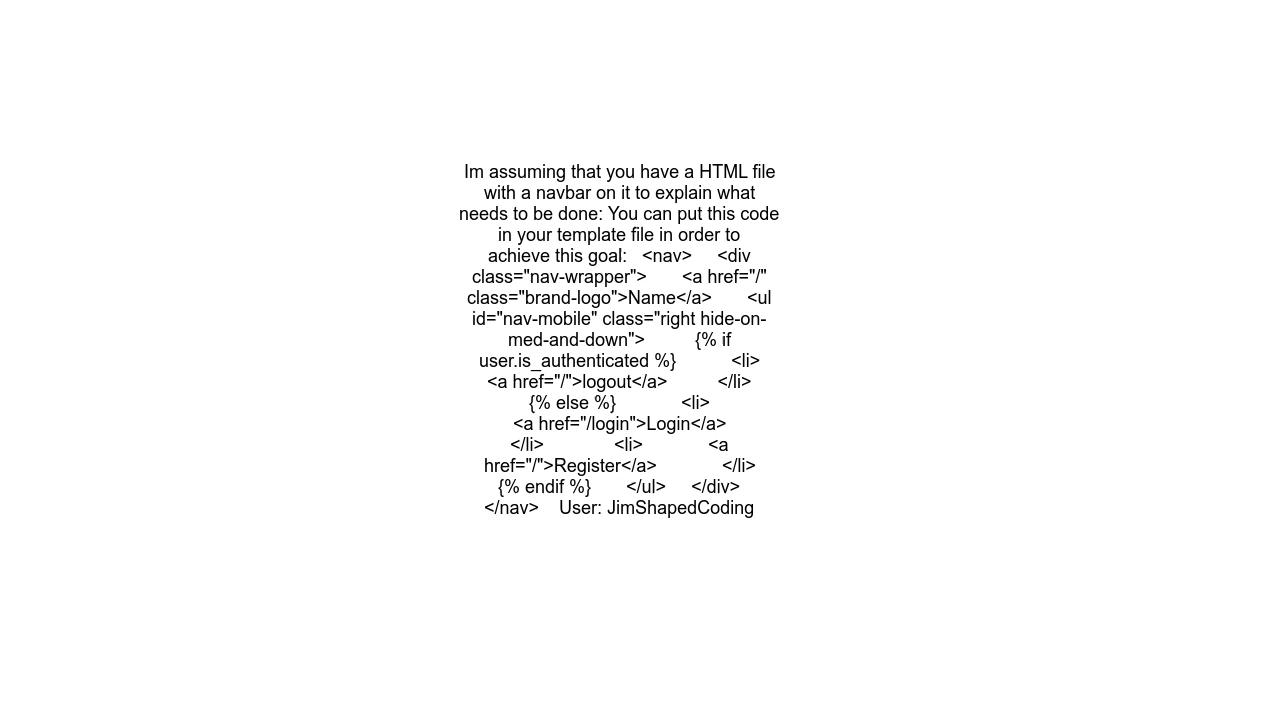 Im assuming that you have a HTML file
with a navbar on it to explain what
needs to be done: You can put this code
in your template file in order to
achieve this goal:   <nav>     <div
class="nav-wrapper">       <a href="/"
class="brand-logo">Name</a>       <ul
id="nav-mobile" class="right hide-on-
med-and-down">          {% if
user.is_authenticated %}           <li>
<a href="/">logout</a>          </li>
{% else %}             <li>
<a href="/login">Login</a>
</li>              <li>             <a
href="/">Register</a>             </li>
{% endif %}       </ul>     </div>
</nav>    User: JimShapedCoding